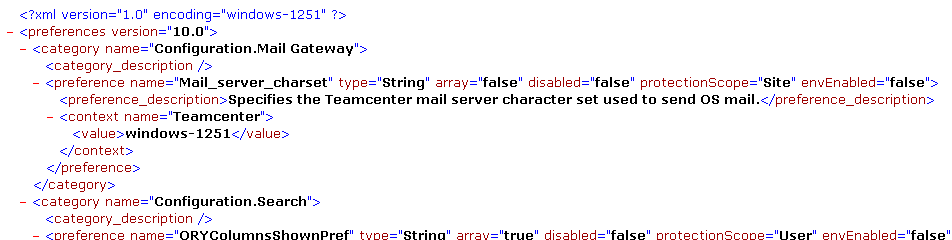 <?xml version="1.0" encoding="windows-1251" ?>
- <preferences version="10.0">
- <category name="Configuration.Mail Gateway">
<category_description />
- <preference name="Mail_server_charset" type="String" array="false" disabled="false" protectionScope="Site" envEnabled="false">
<preference_description>Specifies the Teamcenter mail server character set used to send OS mail.</preference_description>
- <context name="Teamcenter">
<value>windows-1251</value>
</context>
</preference>
</category>
- <category name="Configuration.Search">
<category_description />
- <preference name="QRYColumnsShownPref" type="String" array="true" disabled="false" protectionScope="User" envEnabled="false